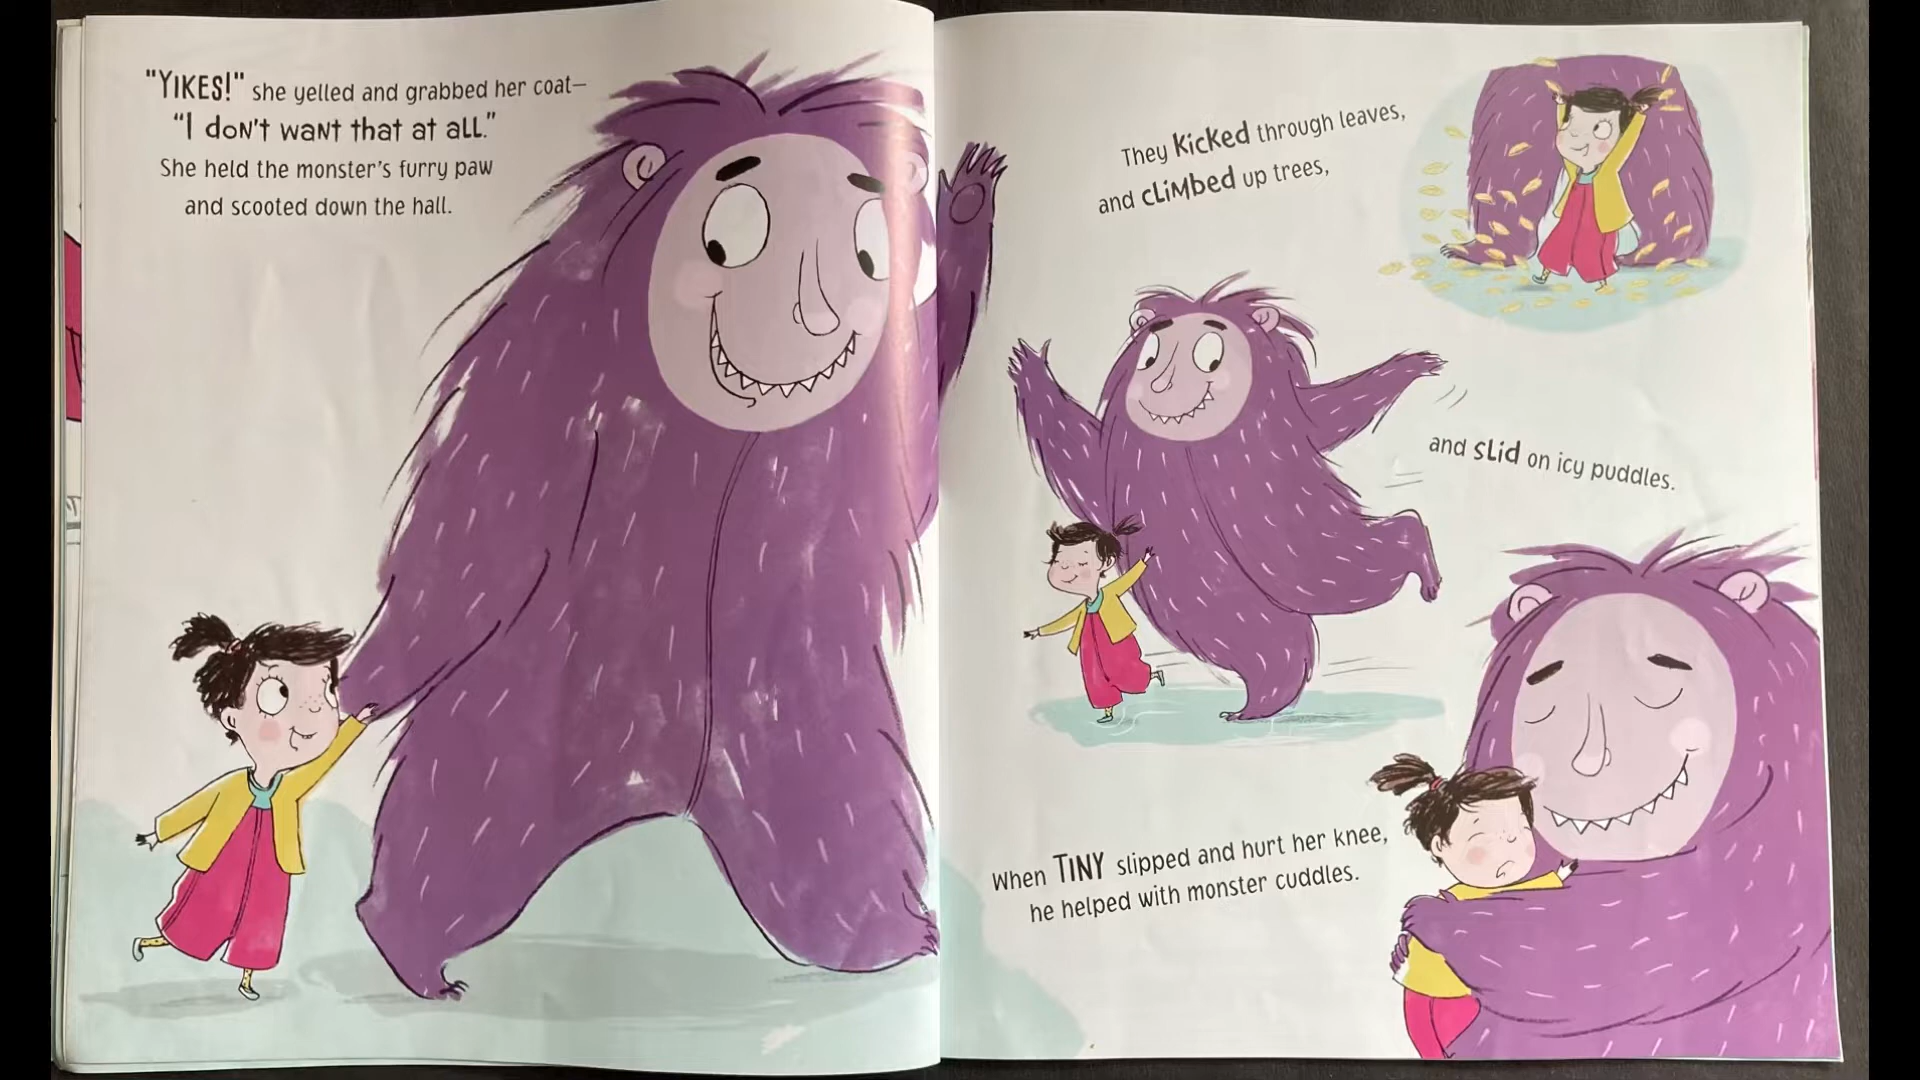 "YIKES!" she yelled and grabbed her coat—
"I don't want that at all."
She held the monster's furry paw
and scooted down the hall.
They kicked through leaves,
and climbed up trees,
and slid on icy puddles.
When TINY slipped and hurt her knee,
he helped with monster cuddles.